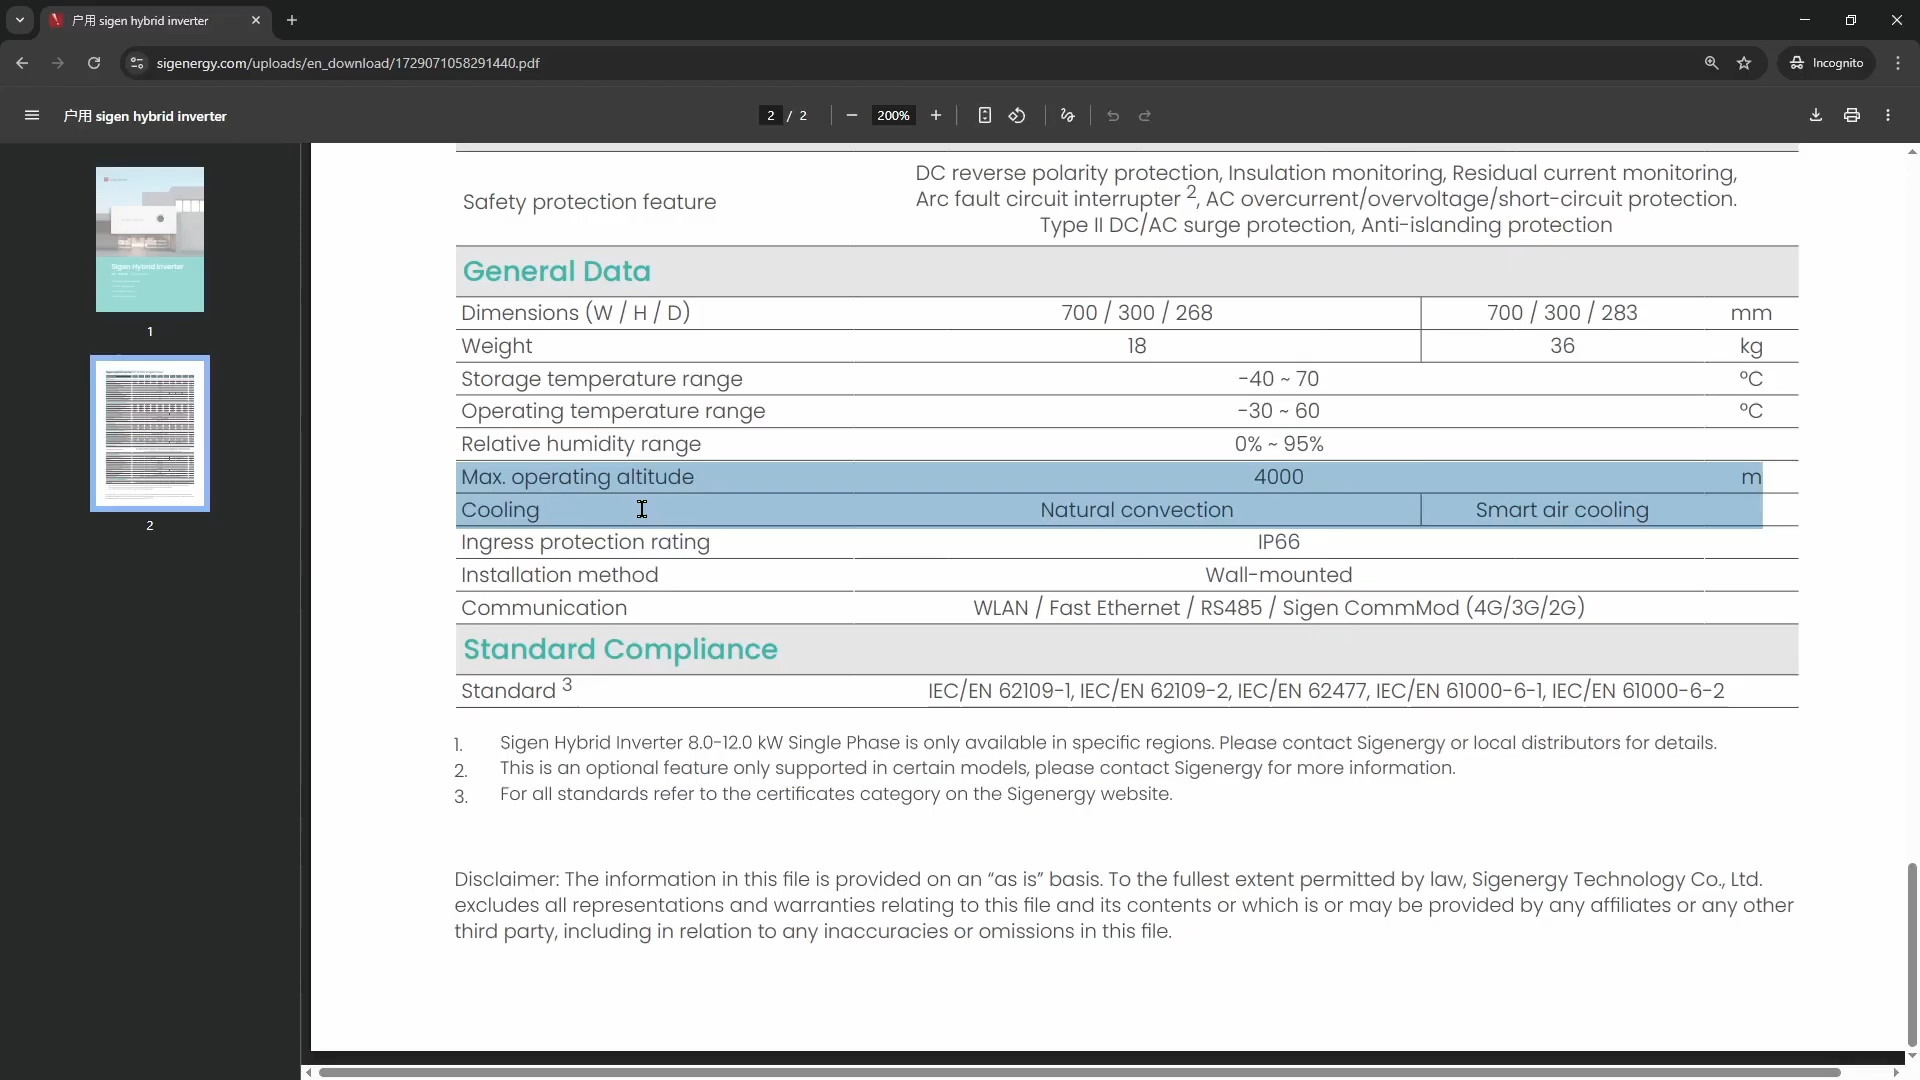 户用 sigen hybrid inverter
sigenergy.com/uploads/en_download/1729071058291440.pdf
Incognito
户用 sigen hybrid inverter
2 / 2
200%
Sigen Hybrid Inverter
1
2
Safety protection feature
DC reverse polarity protection, Insulation monitoring, Residual current monitoring,
Arc fault circuit interrupter 2, AC overcurrent/overvoltage/short-circuit protection.
Type II DC/AC surge protection, Anti-islanding protection
General Data
Dimensions (W / H / D) 700 / 300 / 268 700 / 300 / 283 mm
Weight 18 36 kg
Storage temperature range -40 ~ 70 °C
Operating temperature range -30 ~ 60 °C
Relative humidity range 0% ~ 95%
Max. operating altitude 4000 m
Cooling Natural convection Smart air cooling
Ingress protection rating IP66
Installation method Wall-mounted
Communication WLAN / Fast Ethernet / RS485 / Sigen CommMod (4G/3G/2G)
Standard Compliance
Standard 3 IEC/EN 62109-1, IEC/EN 62109-2, IEC/EN 62477, IEC/EN 61000-6-1, IEC/EN 61000-6-2
1. Sigen Hybrid Inverter 8.0-12.0 kW Single Phase is only available in specific regions. Please contact Sigenergy or local distributors for details.
2. This is an optional feature only supported in certain models, please contact Sigenergy for more information.
3. For all standards refer to the certificates category on the Sigenergy website.
Disclaimer: The information in this file is provided on an “as is” basis. To the fullest extent permitted by law, Sigenergy Technology Co., Ltd.
excludes all representations and warranties relating to this file and its contents or which is or may be provided by any affiliates or any other
third party, including in relation to any inaccuracies or omissions in this file.